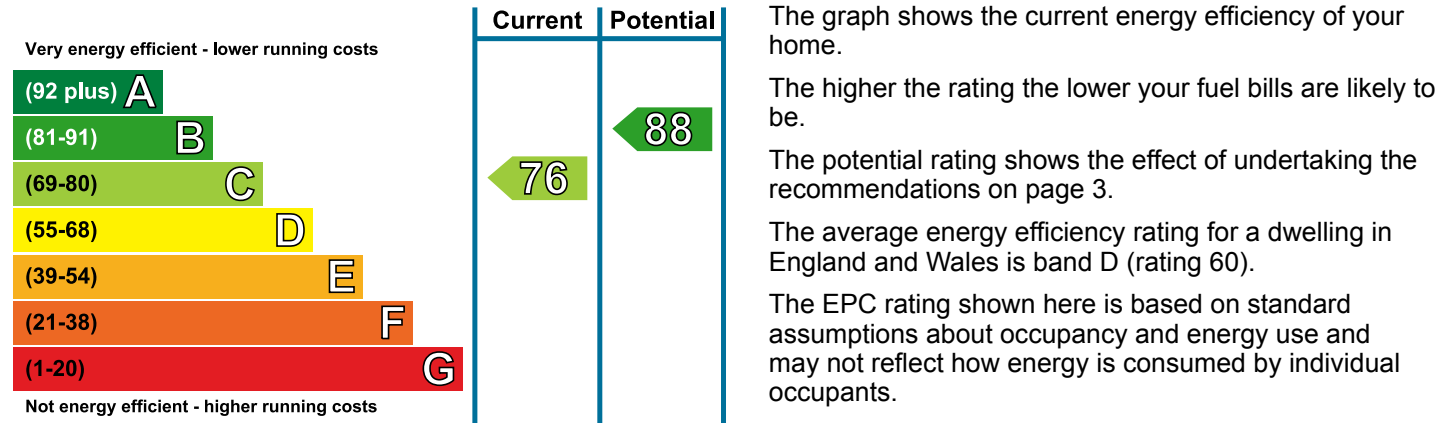 Current Potential
Very energy efficient - lower running costs
(92 plus) A
(81-91) B
88
(69-80) C
76
(55-68) D
(39-54) E
(21-38) F
(1-20) G
Not energy efficient - higher running costs
The graph shows the current energy efficiency of your
home.
The higher the rating the lower your fuel bills are likely to
be.
The potential rating shows the effect of undertaking the
recommendations on page 3.
The average energy efficiency rating for a dwelling in
England and Wales is band D (rating 60).
The EPC rating shown here is based on standard
assumptions about occupancy and energy use and
may not reflect how energy is consumed by individual
occupants.